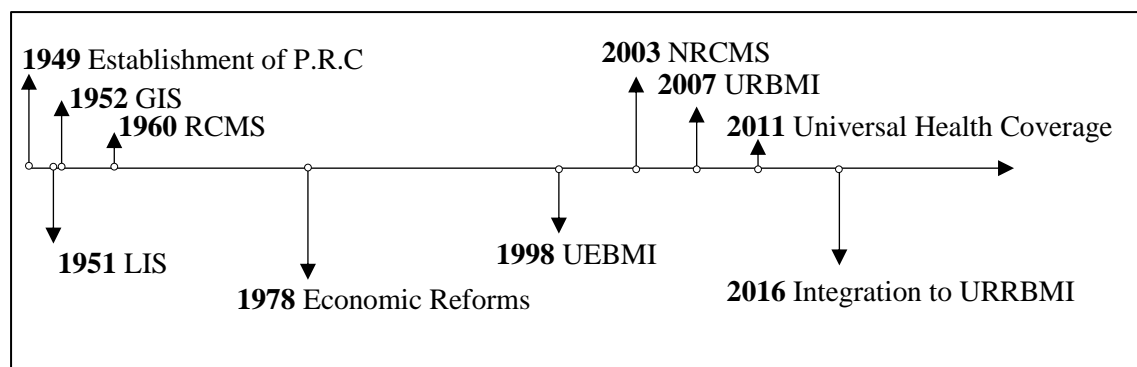 1949 Establishment of P.R.C
1952 GIS
1960 RCMS
2003 NRCMS
2007 URBMI
2011 Universal Health Coverage
1951 LIS
1978 Economic Reforms
1998 UEBMI
2016 Integration to URRBMI